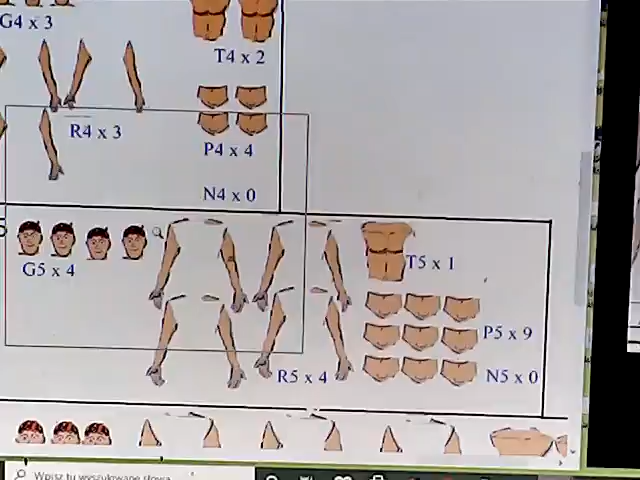 G4 x 3
T4 x 2
R4 x 3
P4 x 4
N4 x 0
G5 x 4
T5 x 1
P5 x 9
R5 x 4
N5 x 0
Wpisz tu wyszukiwane słowa